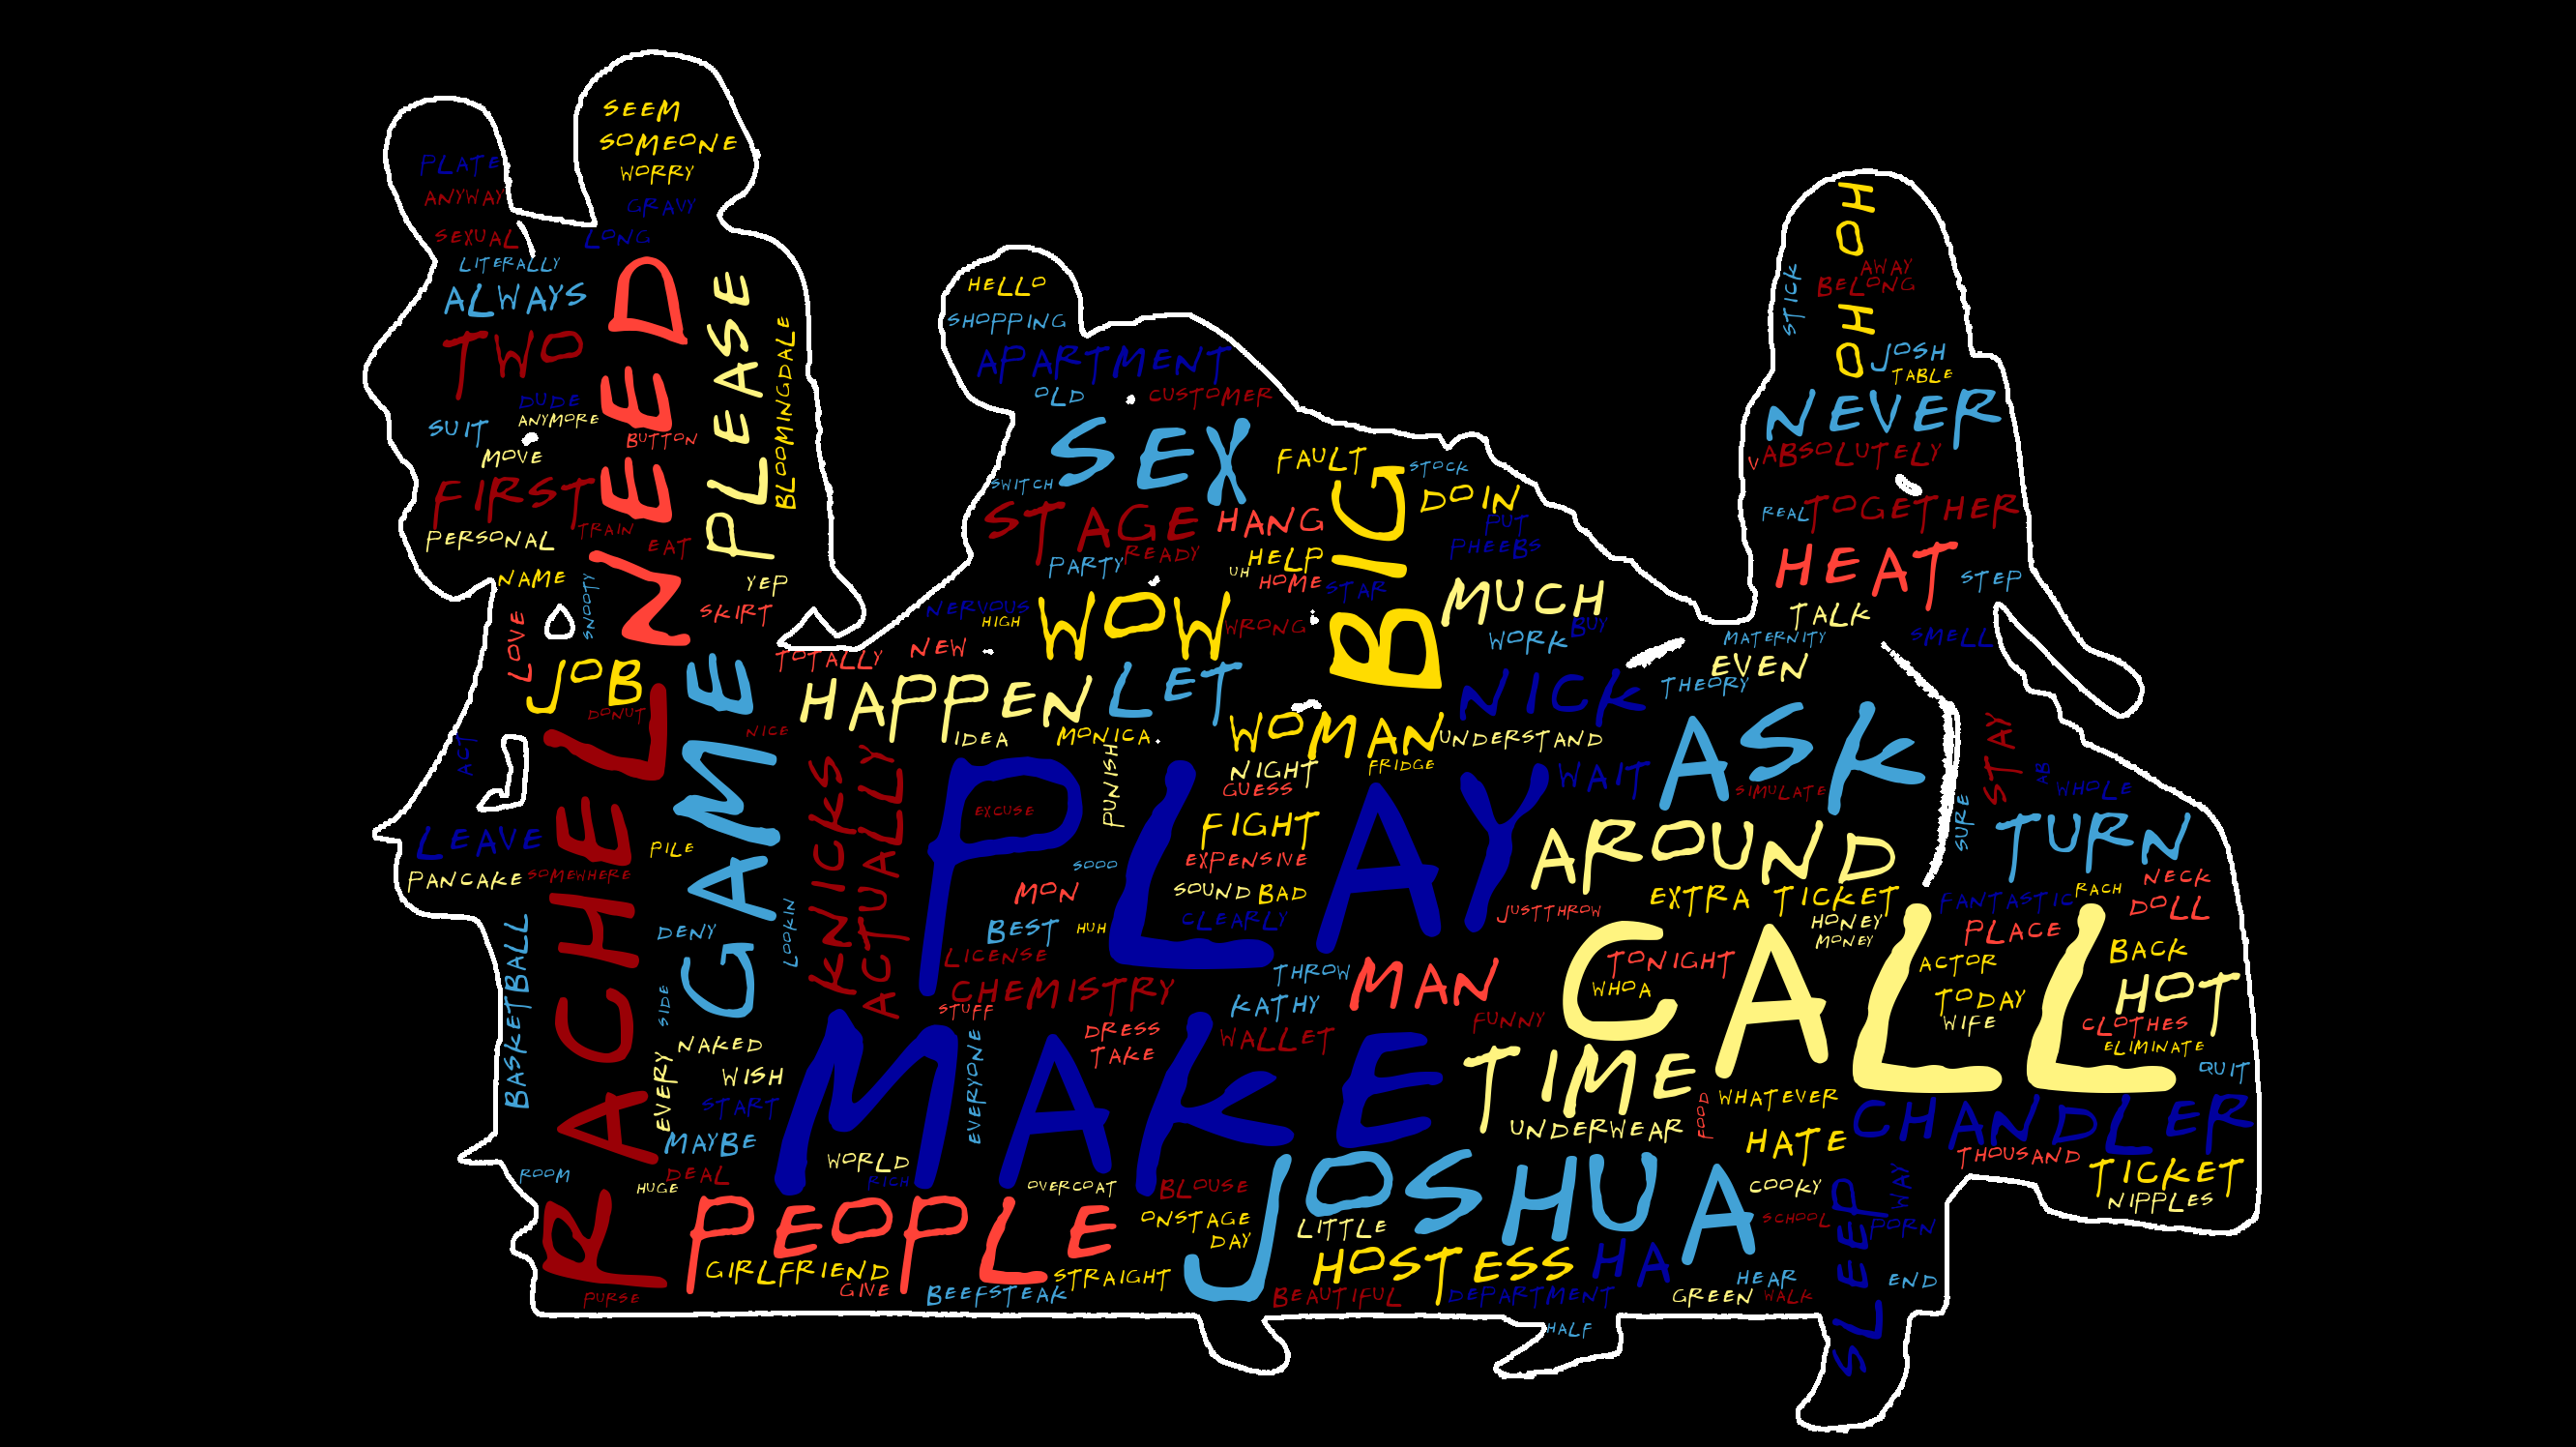 SEEM
SOMEONE
WORRY
GRAVY
PLATE
ANYWAY
SEXUAL
LONG
LITERALLY
ALWAYS
TWO
NEED
PLEASE
BLOOMINGDALE
DUDE
ANYMORE
SUIT
BUTTON
MOVE
FIRST
TRAIN
PERSONAL
EAT
NAME
SNOOTY
YEP
SKIRT
LOVE
JOB
DONUT
NICE
ACT
GAME
RACHEL
LEAVE
PILE
PANCAKE
SOMEWHERE
BASKETBALL
DENY
LOOKIN
SIDE
NAKED
WISH
EVERY
START
MAYBE
ROOM
DEAL
HUGE
PURSE
HELLO
SHOPPING
APARTMENT
OLD
CUSTOMER
SEX
FAULT
STOCK
SWITCH
BIG
DOIN
STAGE
HANG
PUT
READY
PHEEBS
PARTY
HELP
UH
HOME
STAR
NERVOUS
HIGH
WOW
WRONG
MUCH
WORK
BUY
TOTALLY
NEW
HAPPEN
LET
NICK
IDEA
MONICA
WOMAN
UNDERSTAND
KNICKS
ACTUALLY
PUNISH
NIGHT
FRIDGE
GUESS
WAIT
PLAY
EXCUSE
FIGHT
SOOO
EXPENSIVE
MON
SOUND
BAD
BEST
HUH
CLEARLY
JUSTTHROW
LICENSE
CHEMISTRY
THROW
MAN
STUFF
KATHY
DRESS
WALLET
TAKE
FUNNY
EVERYONE
MAKE
TIME
UNDERWEAR
WORLD
RICH
OVERCOAT
BLOUSE
PEOPLE
ONSTAGE
DAY
JOSHUA
LITTLE
GIRLFRIEND
GIVE
BEEFSTEAK
STRAIGHT
HOSTESS
HA
BEAUTIFUL
DEPARTMENT
HALF
OH
OH
OH
OH
AWAY
BELONG
STICK
JOSH
TABLE
NEVER
V
ABSOLUTELY
REAL
TOGETHER
HEAT
STEP
TALK
MATERNITY
SMELL
EVEN
THEORY
ASK
SIMULATE
STAY
AB
WHOLE
SURE
TURN
AROUND
EXTRA
TICKET
FANTASTIC
RACH
NECK
DOLL
HONEY
MONEY
PLACE
CALL
TONIGHT
WHOA
ACTOR
BACK
TODAY
HOT
WIFE
CLOTHES
ELIMINATE
QUIT
FOOD
WHATEVER
CHANDLER
HATE
THOUSAND
TICKET
NIPPLES
COOKY
SCHOOL
SLEEP
WAY
PORN
HEAR
END
GREEN
WALK